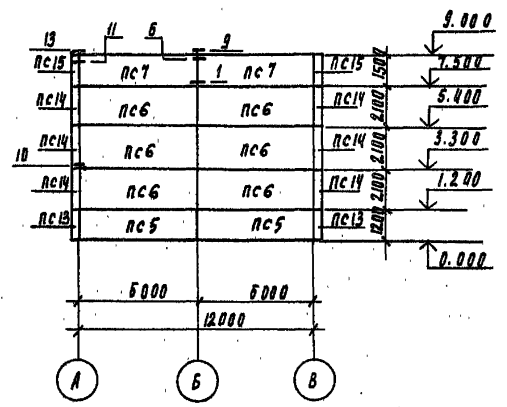 13 11 6 9 9.000
ПС15 ПС7 1 ПС7 ПС15 1500 7.500
ПС14 ПС6 ПС6 ПС14 2100 5.400
ПС14 ПС6 ПС6 ПС14 2100 3.300
10
ПС14 ПС6 ПС6 ПС14 2100 1.200
ПС13 ПС5 ПС5 ПС13 1200
0.000
6000 6000
12000
А Б В